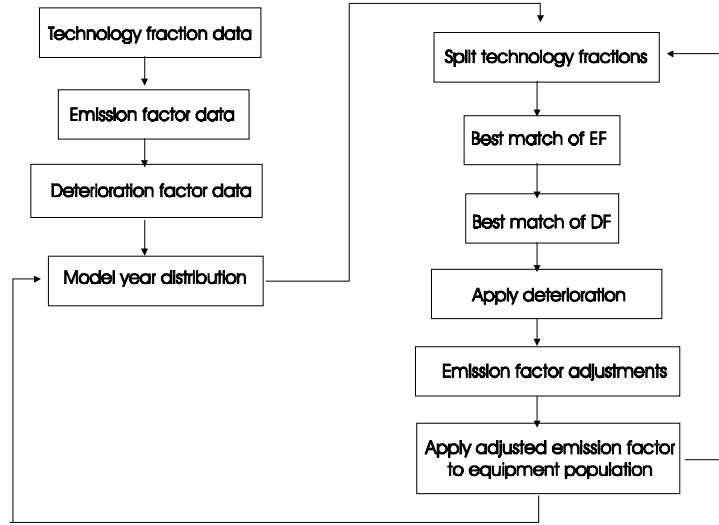 Technology fraction data
Emission factor data
Deterioration factor data
Model year distribution
Split technology fractions
Best match of EF
Best match of DF
Apply deterioration
Emission factor adjustments
Apply adjusted emission factor
to equipment population